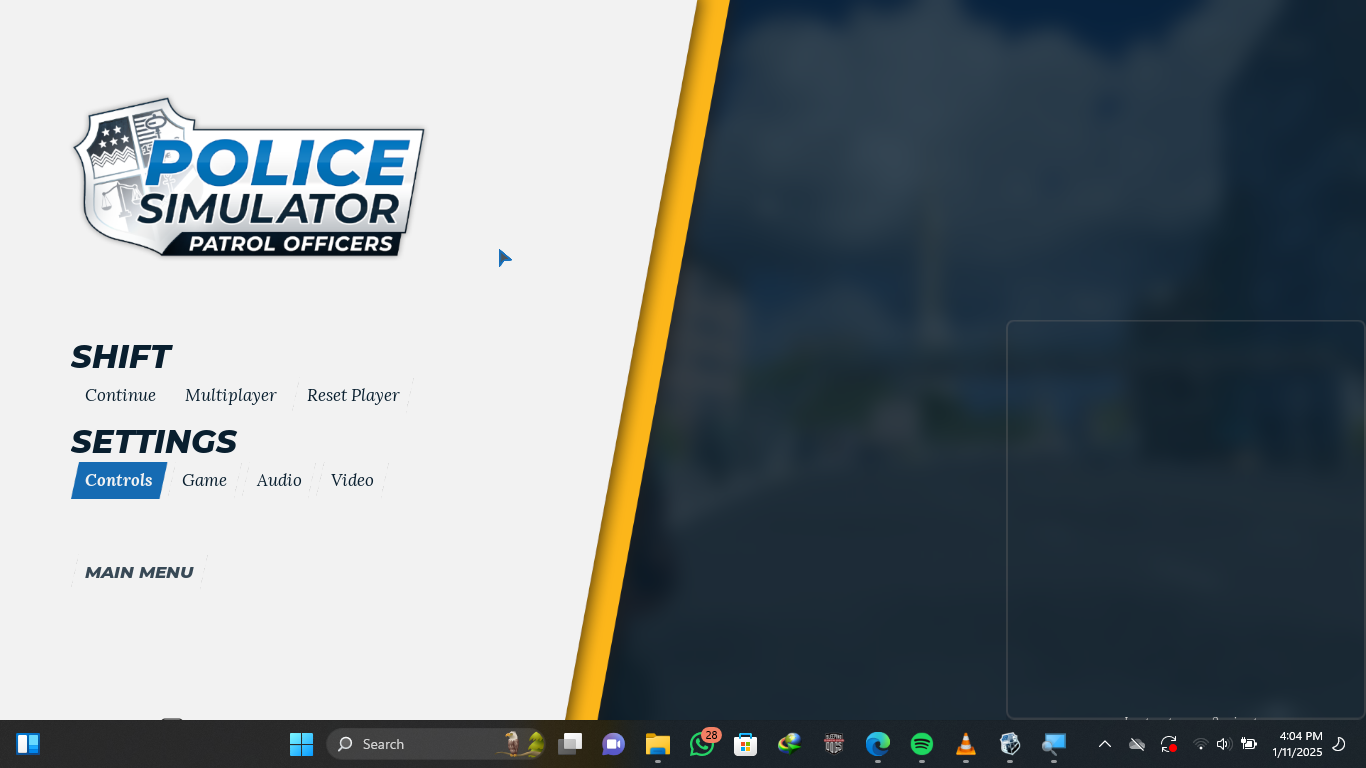 POLICE
SIMULATOR
PATROL OFFICERS
SHIFT
Continue Multiplayer Reset Player
SETTINGS
Controls Game Audio Video
MAIN MENU
Search
28
4:04 PM
1/11/2025